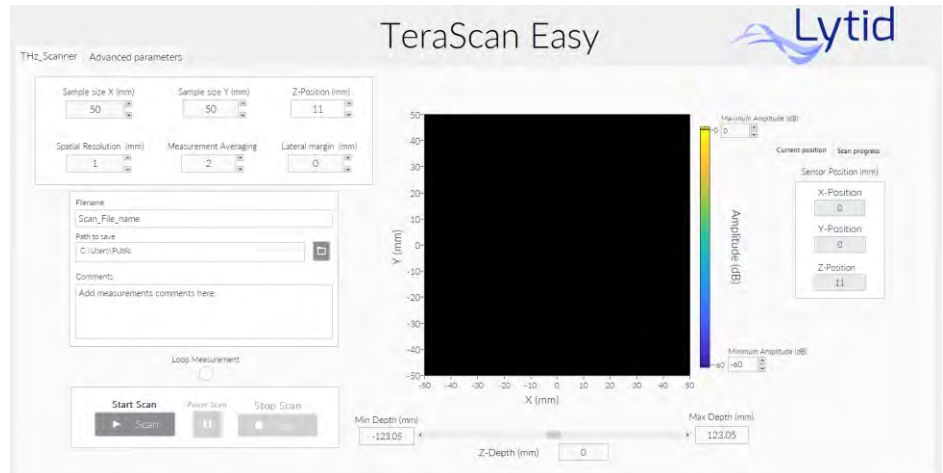 TeraScan Easy
Lytid
THz_Scanner Advanced parameters
Sample size X (mm) Sample size Y (mm) Z-Position (mm)
50 50 11
Spatial Resolution (mm) Measurement Averaging Lateral margin (mm)
1 2 0
Filename
Scan_File_name
Path to save
C:\Users\Public
Comments
Add measurements comments here.
Loop Measurement
Start Scan Pause Scan Stop Scan
Scan
50
40
30
20
10
0
-10
-20
-30
-40
-50
Y (mm)
-50 -40 -30 -20 -10 0 10 20 30 40 50
X (mm)
Maximum Amplitude (dB)
0 0
Amplitude (dB)
Minimum Amplitude (dB)
-60 -60
Min Depth (mm) Max Depth (mm)
-123.05 123.05
Z-Depth (mm) 0
Current position Scan progress
Sensor Position (mm)
X-Position
0
Y-Position
0
Z-Position
11